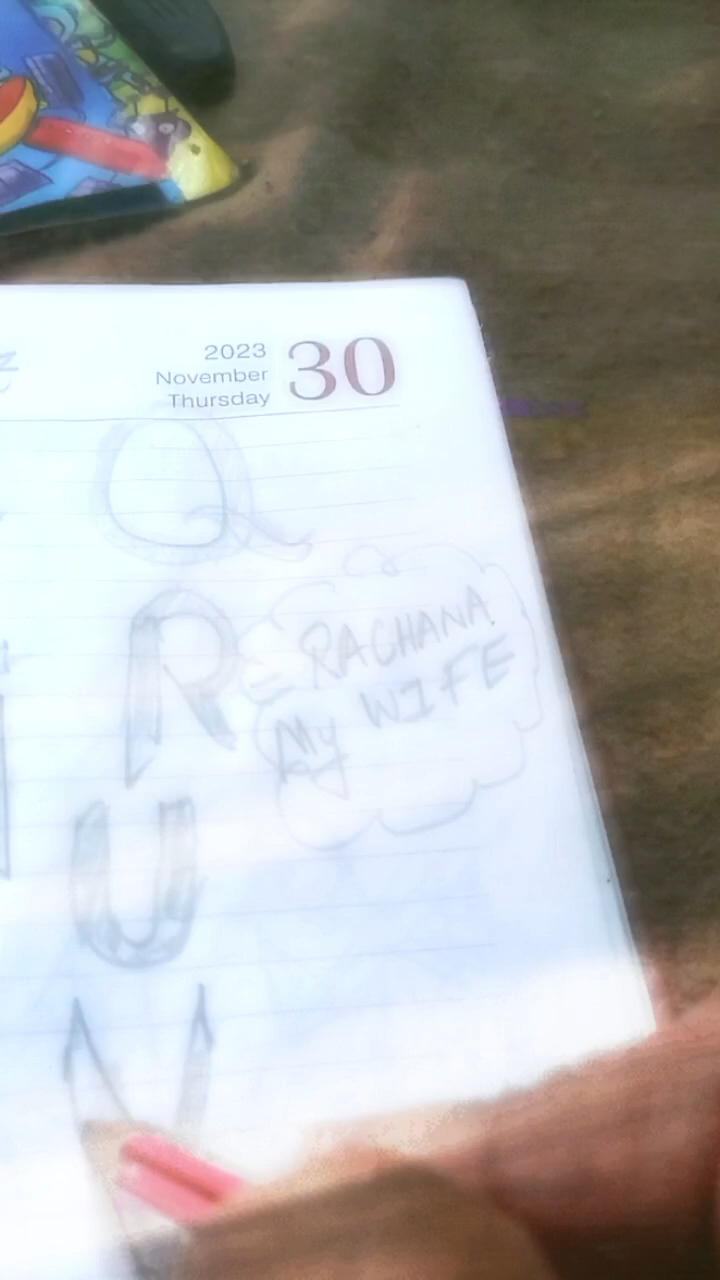 2023
November
Thursday
30
Q
R = RACHANA
My WIFE
U
V